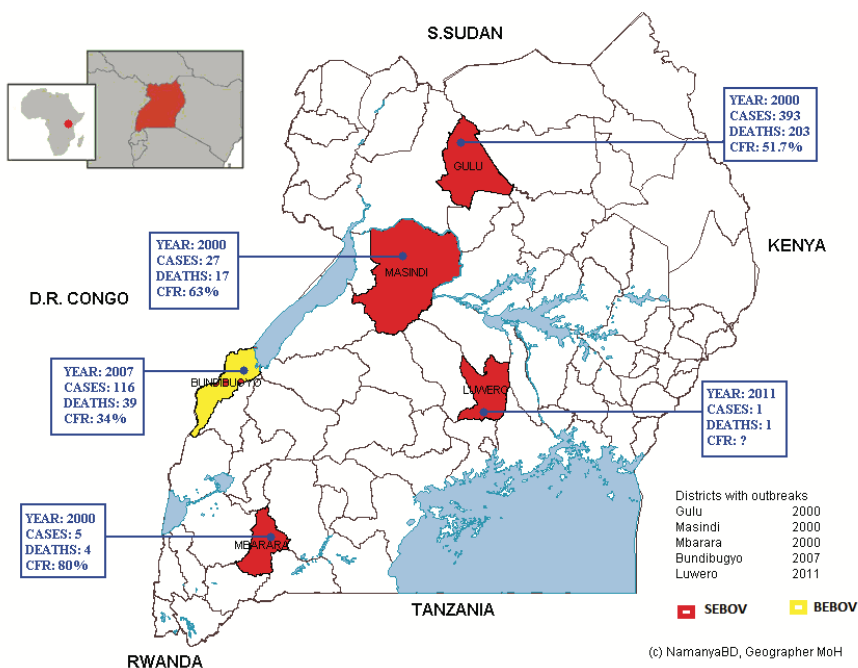 S.SUDAN
YEAR: 2000
CASES: 393
DEATHS: 203
CFR: 51.7%
GULU
KENYA
YEAR: 2000
CASES: 27
DEATHS: 17
CFR: 63%
MASINDI
D.R. CONGO
YEAR: 2007
CASES: 116
DEATHS: 39
CFR: 34%
BUNDIBUGYO
LUWERO
YEAR: 2011
CASES: 1
DEATHS: 1
CFR: ?
YEAR: 2000
CASES: 5
DEATHS: 4
CFR: 80%
MBARARA
Districts with outbreaks
Gulu 2000
Masindi 2000
Mbarara 2000
Bundibugyo 2007
Luwero 2011
SEBOV BEBOV
TANZANIA
RWANDA
(c) NamanyaBD, Geographer MoH